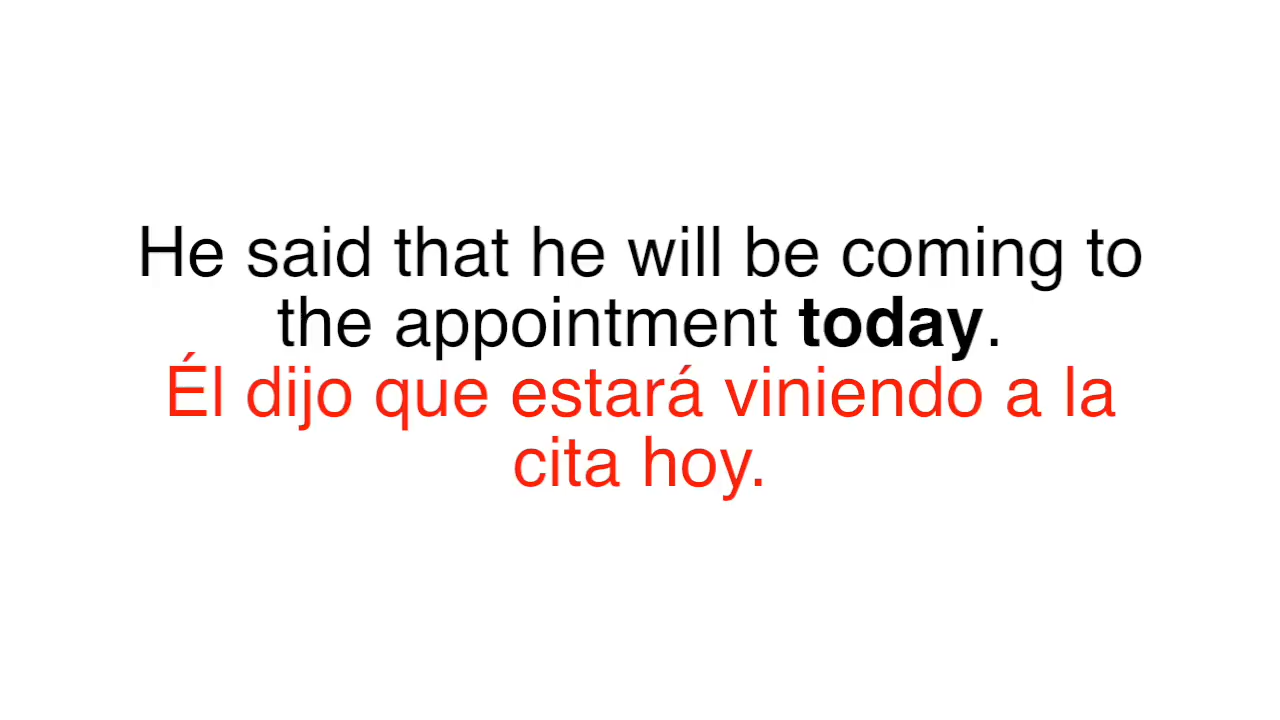 He said that he will be coming to
the appointment today.
Él dijo que estará viniendo a la
cita hoy.